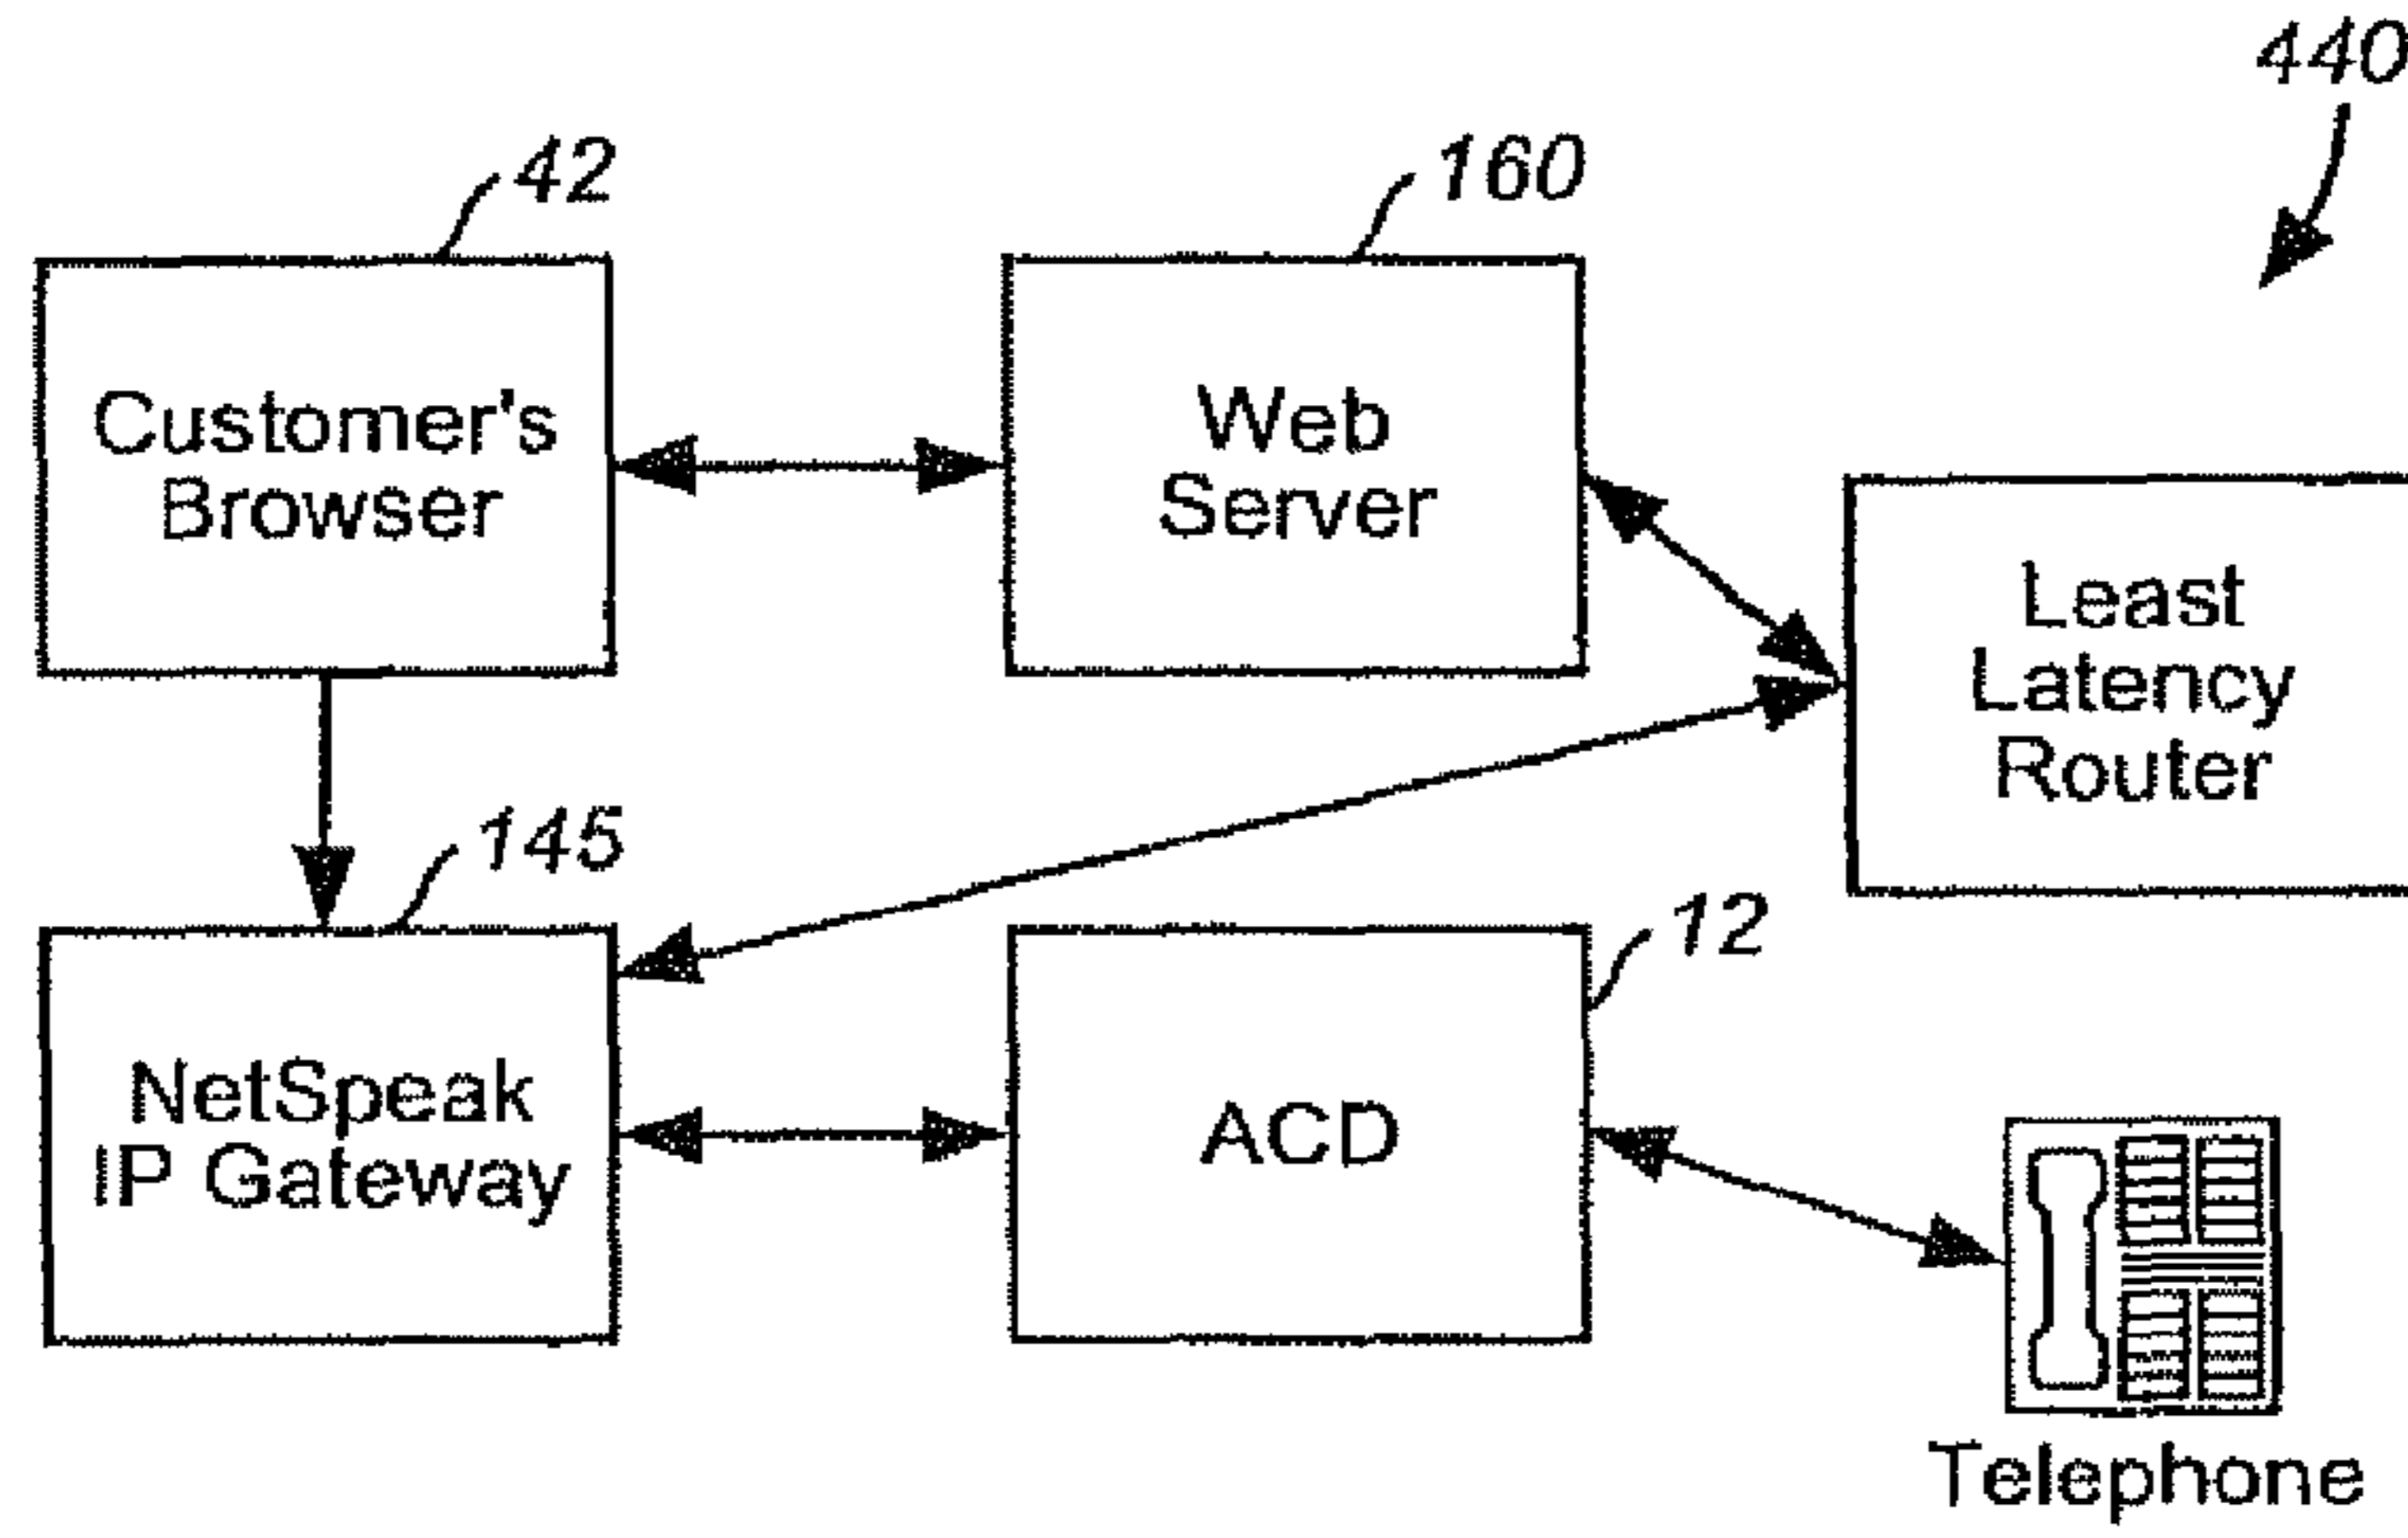 440
42
160
Customer's
Browser
Web
Server
Least
Latency
Router
145
12
NetSpeak
IP Gateway
ACD
Telephone